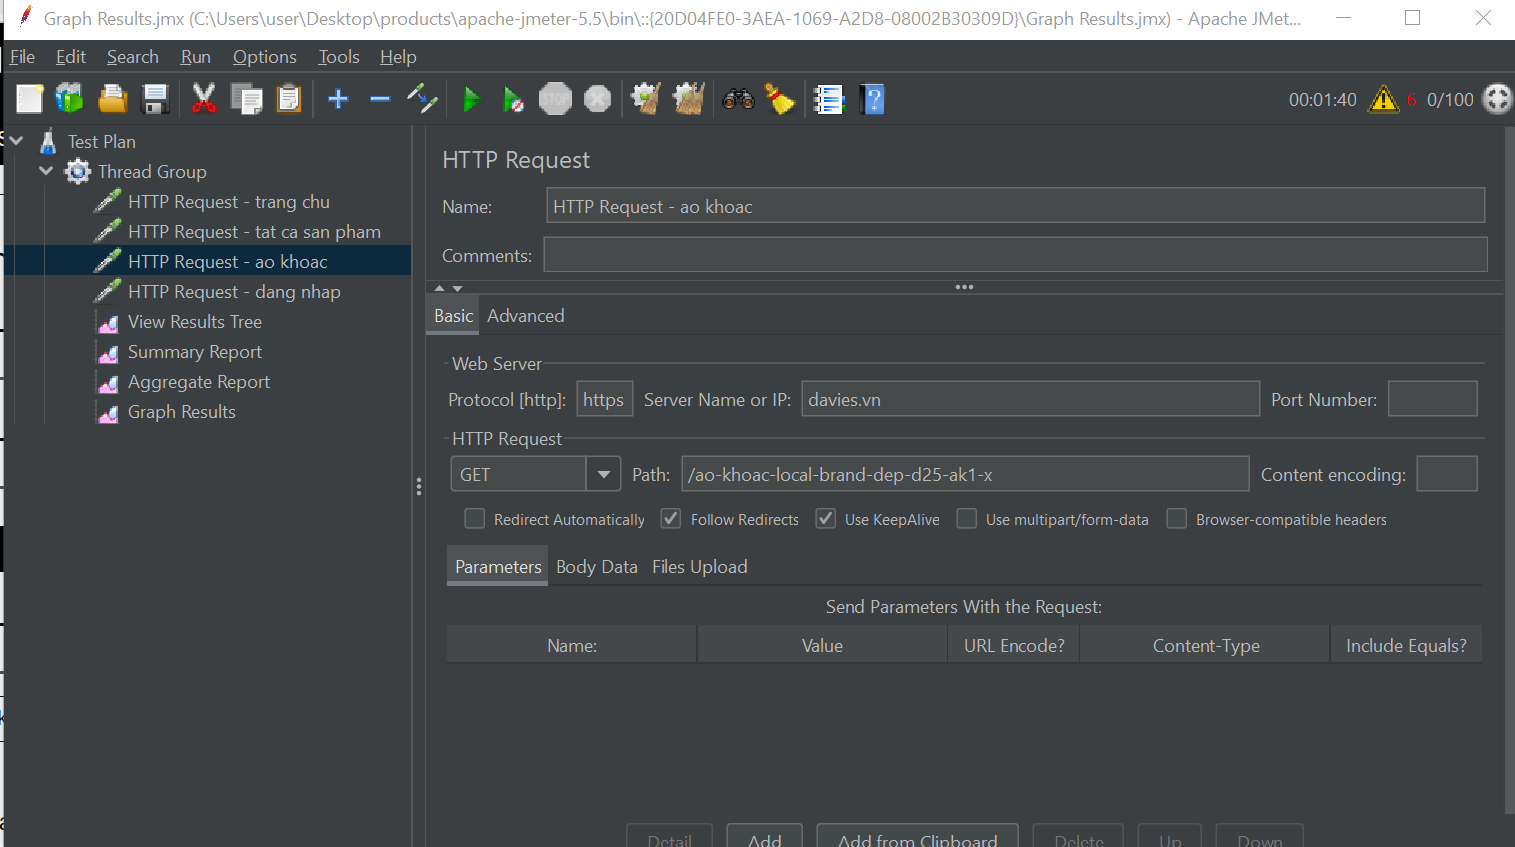 Graph Results.jmx (C:\Users\user\Desktop\products\apache-jmeter-5.5\bin\::{20D04FE0-3AEA-1069-A2D8-08002B30309D}\Graph Results.jmx) - Apache JMet...
File Edit Search Run Options Tools Help
STOP 00:01:40 6 0/100
Test Plan
Thread Group
HTTP Request - trang chu
HTTP Request - tat ca san pham
HTTP Request - ao khoac
HTTP Request - dang nhap
View Results Tree
Summary Report
Aggregate Report
Graph Results
HTTP Request
Name: HTTP Request - ao khoac
Comments:
Basic Advanced
Web Server
Protocol [http]: https Server Name or IP: davies.vn Port Number:
HTTP Request
GET Path: /ao-khoac-local-brand-dep-d25-ak1-x Content encoding:
Redirect Automatically Follow Redirects Use KeepAlive Use multipart/form-data Browser-compatible headers
Parameters Body Data Files Upload
Send Parameters With the Request:
Name: Value URL Encode? Content-Type Include Equals?
Detail Add Add from Clipboard Delete Up Down